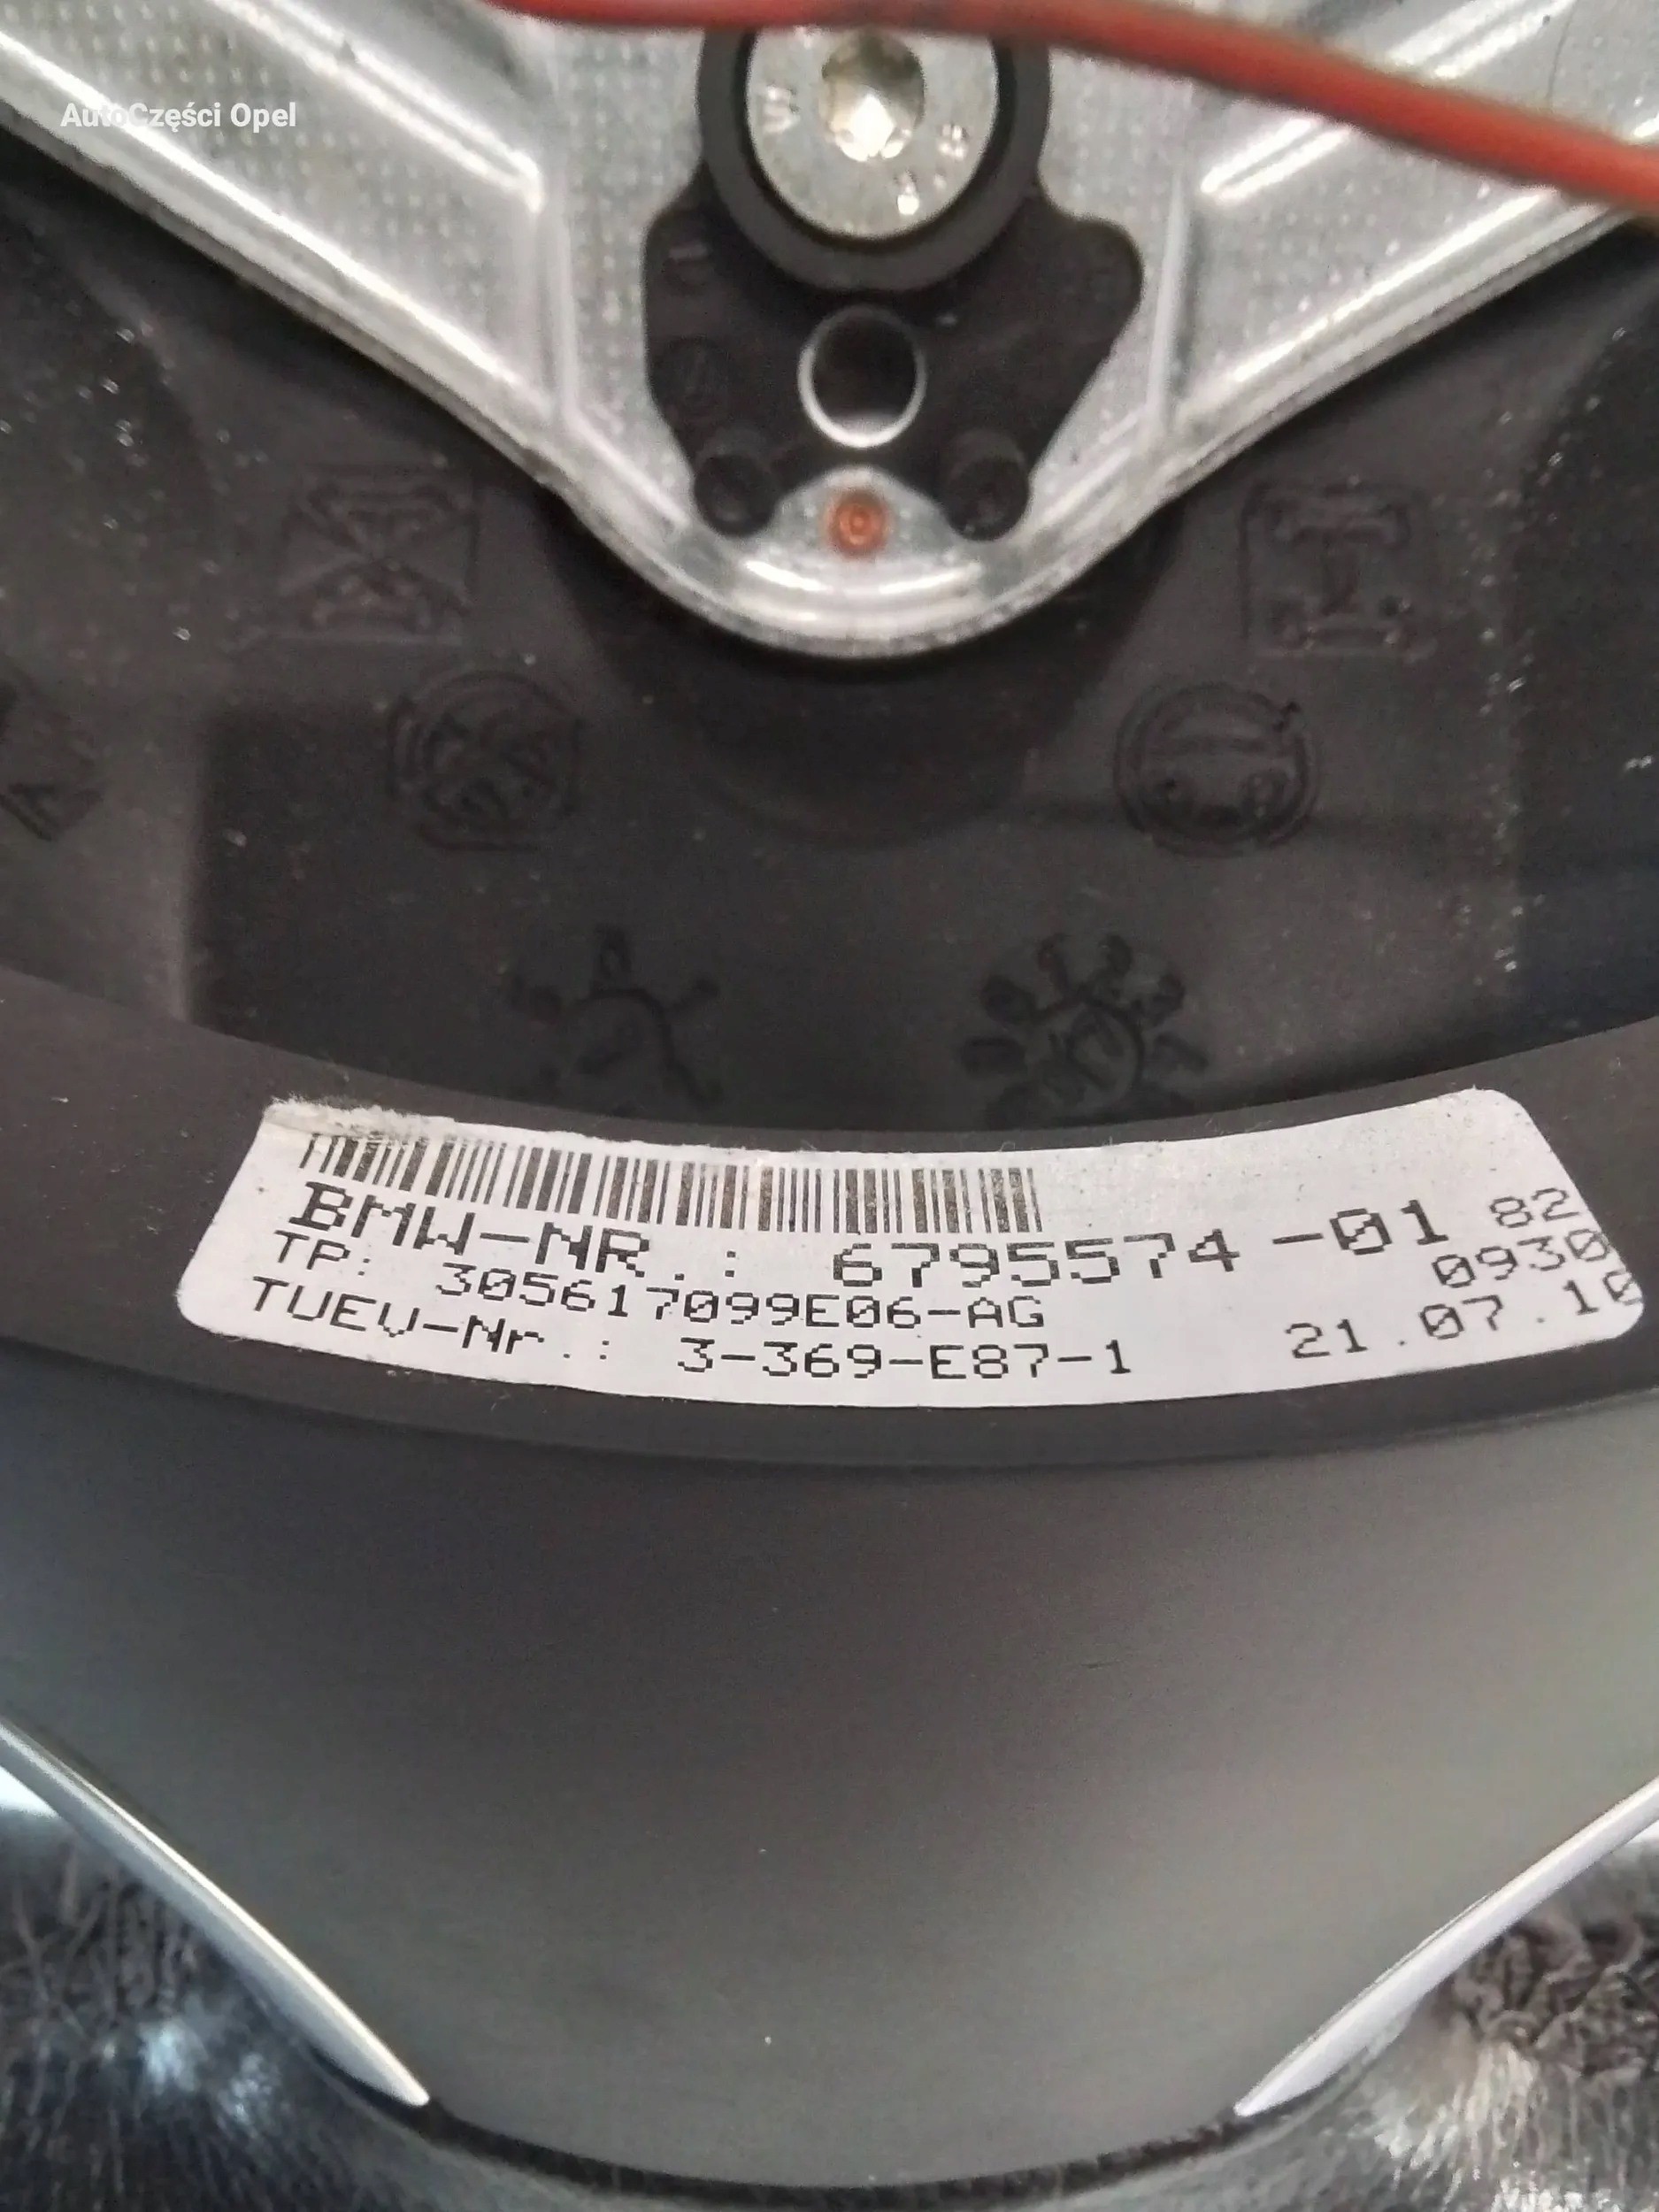 AutoCzęści Opel
BMW-NR.: 6795574-01 82
TP: 305617099E06-AG 0930
TUEV-Nr.: 3-369-E87-1 21.07.10